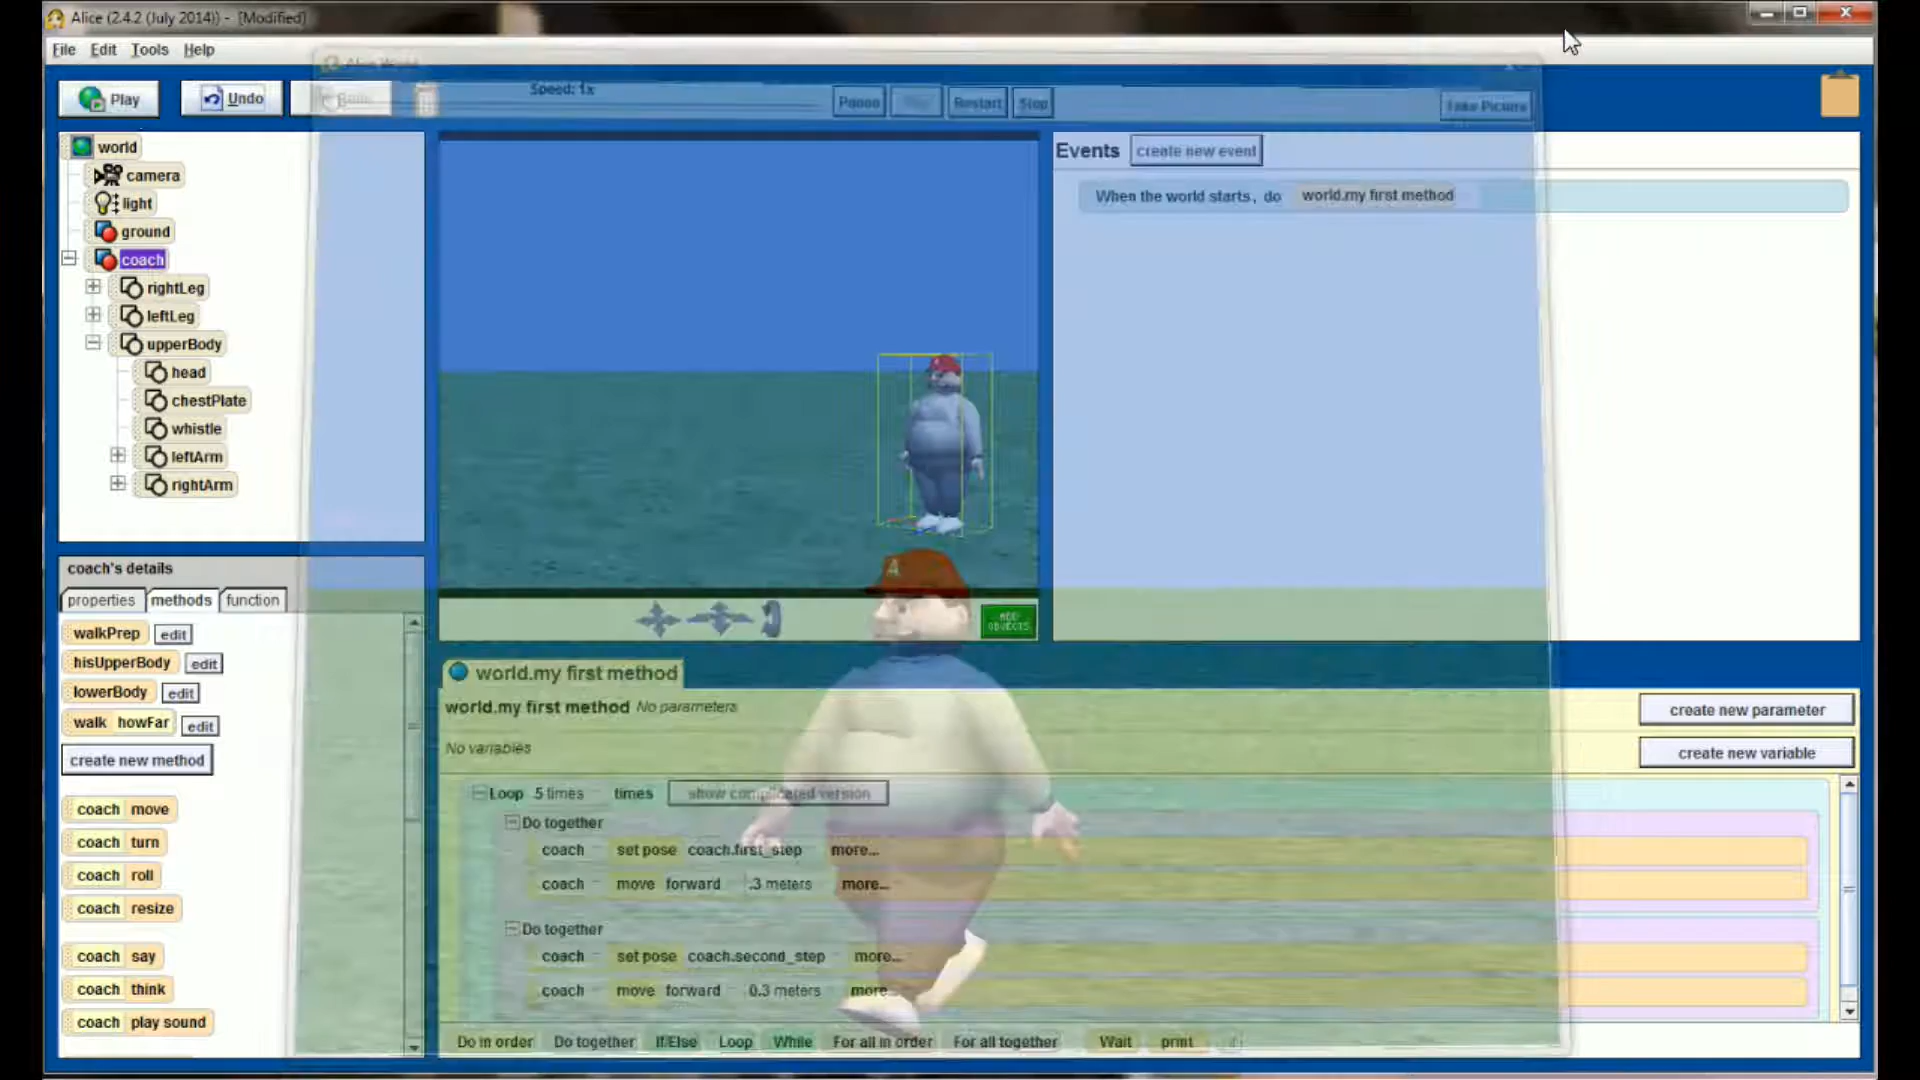 Alice (2.4.2 (July 2014)) - [Modified]
File Edit Tools Help
Alice World
Play Undo
Speed: 1x
Pause Restart Stop Take Picture
world
camera
light
ground
coach
rightLeg
leftLeg
upperBody
head
chestPlate
whistle
leftArm
rightArm
Events create new event
When the world starts, do world.my first method
coach's details
properties methods function
walkPrep edit
hisUpperBody edit
lowerBody edit
walk howFar edit
create new method
coach move
coach turn
coach roll
coach resize
coach say
coach think
coach play sound
ADD OBJECTS
A
world.my first method
world.my first method No parameters
create new parameter
No variables
create new variable
Loop 5 times times show complicated version
Do together
coach set pose coach.first_step more...
coach move forward .3 meters more...
Do together
coach set pose coach.second_step more...
coach move forward 0.3 meters more...
Do in order Do together If/Else Loop While For all in order For all together Wait print